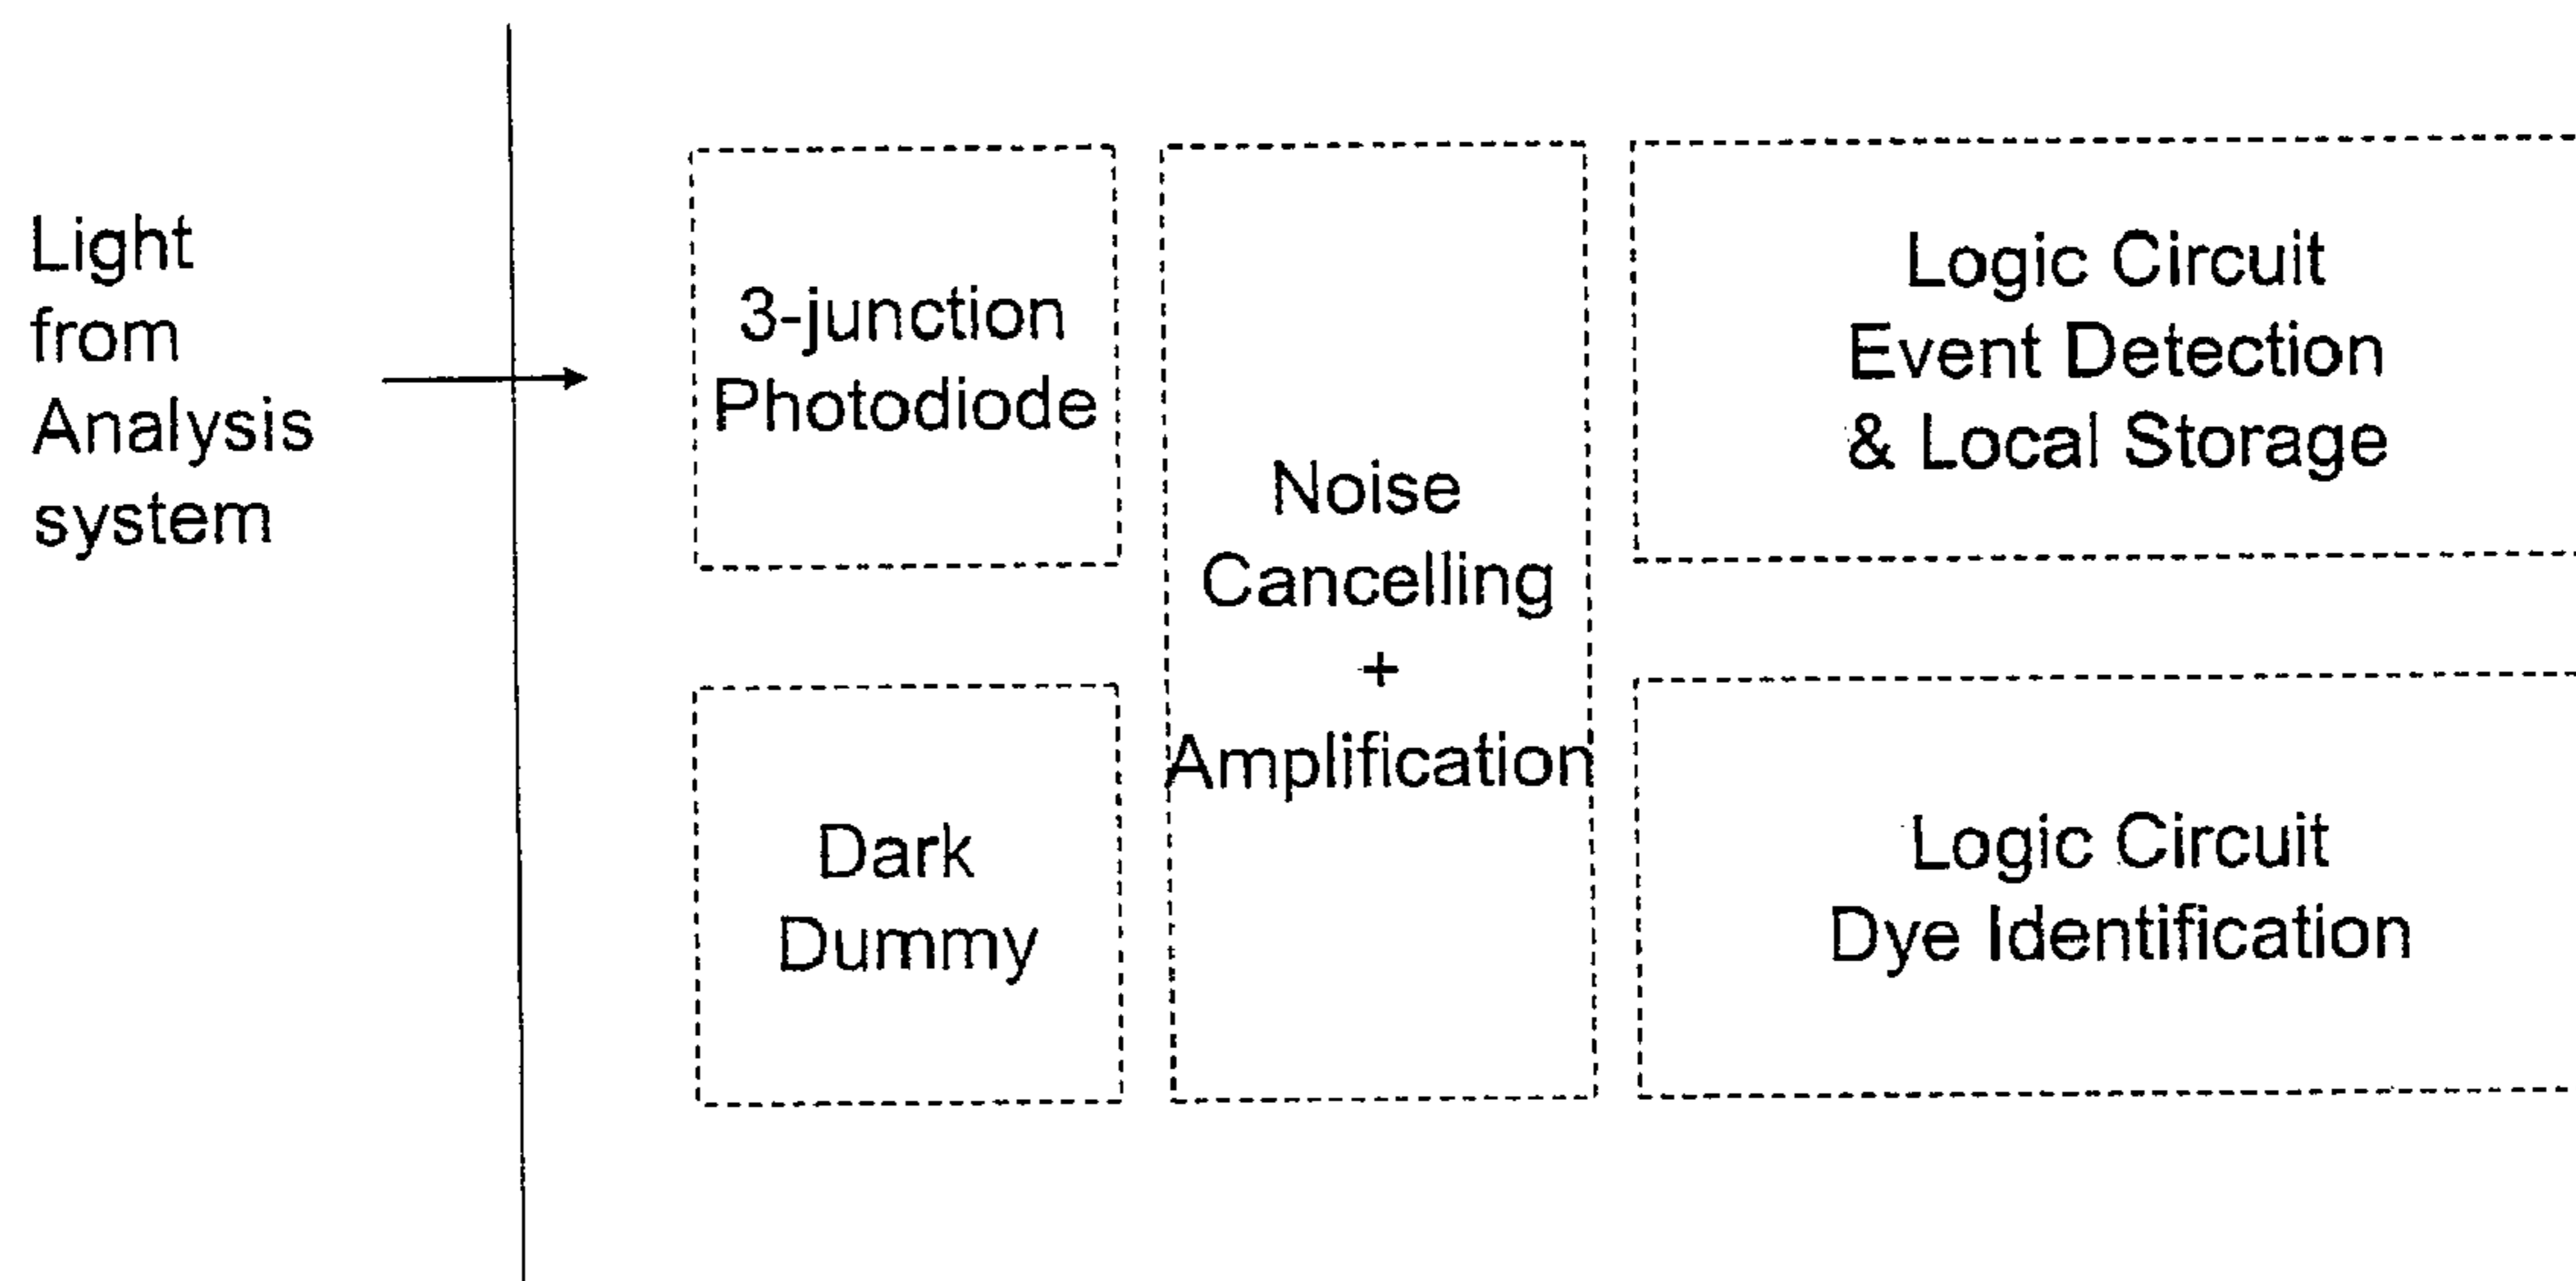 Light
from
Analysis
system
3-junction
Photodiode
Dark
Dummy
Noise
Cancelling
+
Amplification
Logic Circuit
Event Detection
& Local Storage
Logic Circuit
Dye Identification